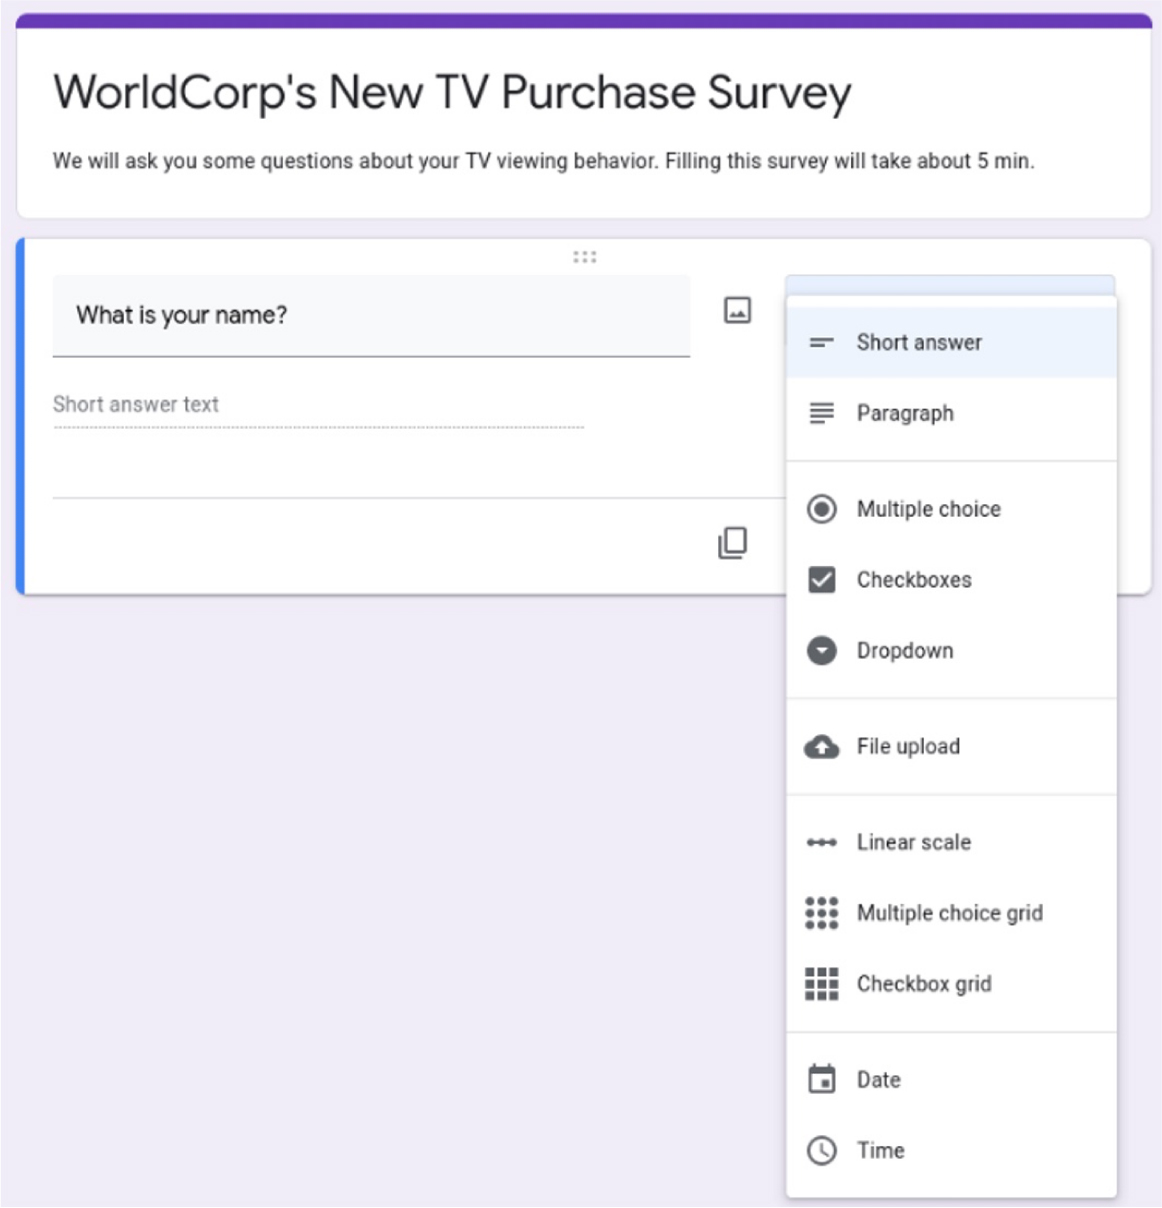 WorldCorp's New TV Purchase Survey
We will ask you some questions about your TV viewing behavior. Filling this survey will take about 5 min.
What is your name?
Short answer text
Short answer
Paragraph
Multiple choice
Checkboxes
Dropdown
File upload
Linear scale
Multiple choice grid
Checkbox grid
Date
Time